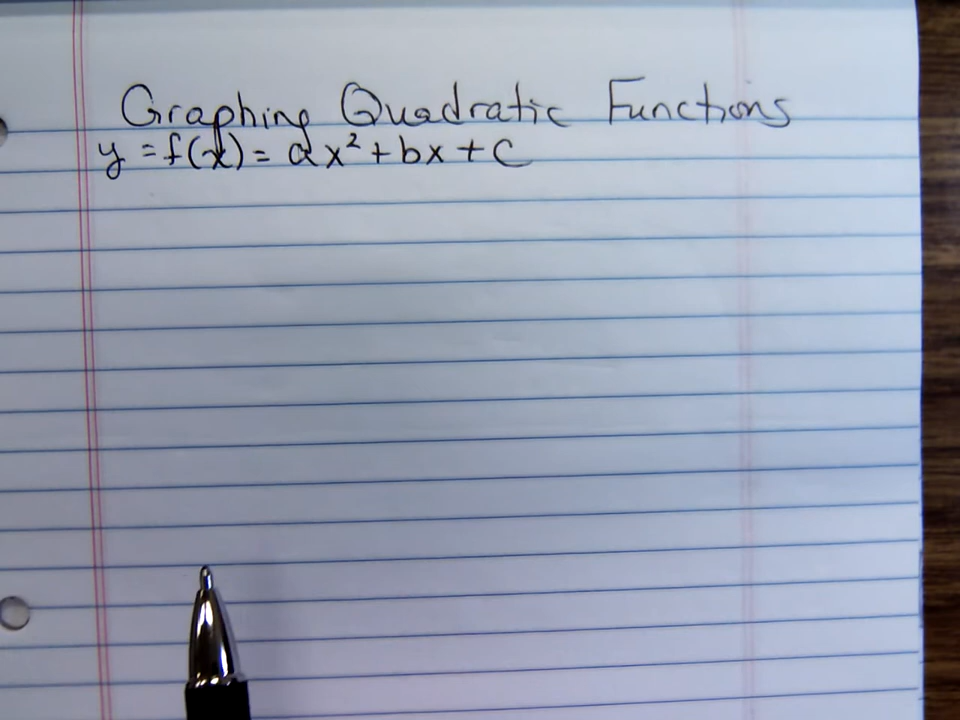 Graphing Quadratic Functions
y = f(x) = ax² + bx + c